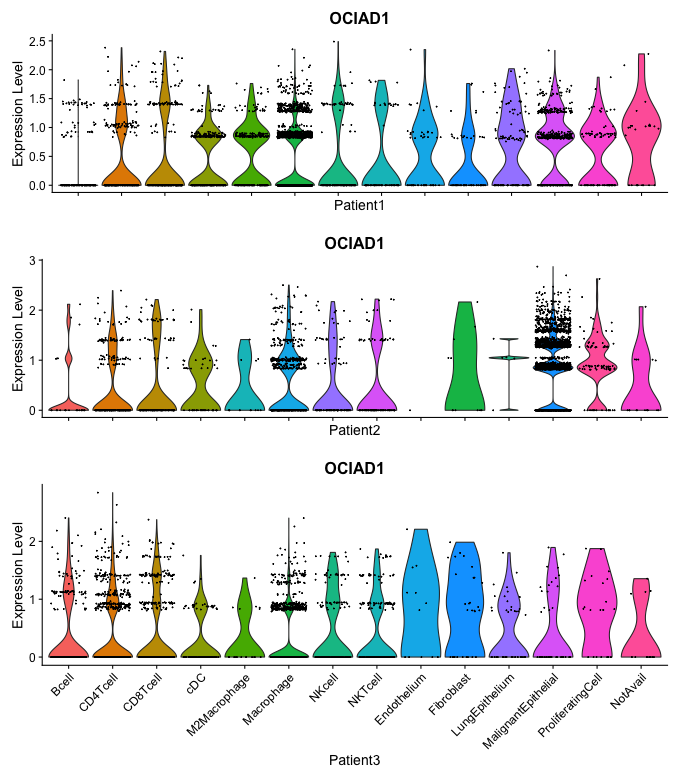 OCIAD1
Expression Level
2.5
2.0
1.5
1.0
0.5
0.0
Patient1
OCIAD1
Expression Level
3
2
1
0
Patient2
OCIAD1
Expression Level
2
1
0
Bcell
CD4Tcell
CD8Tcell
cDC
M2Macrophage
Macrophage
NKcell
NKTcell
Endothelium
Fibroblast
LungEpithelium
MalignantEpithelial
ProliferatingCell
NotAvail
Patient3